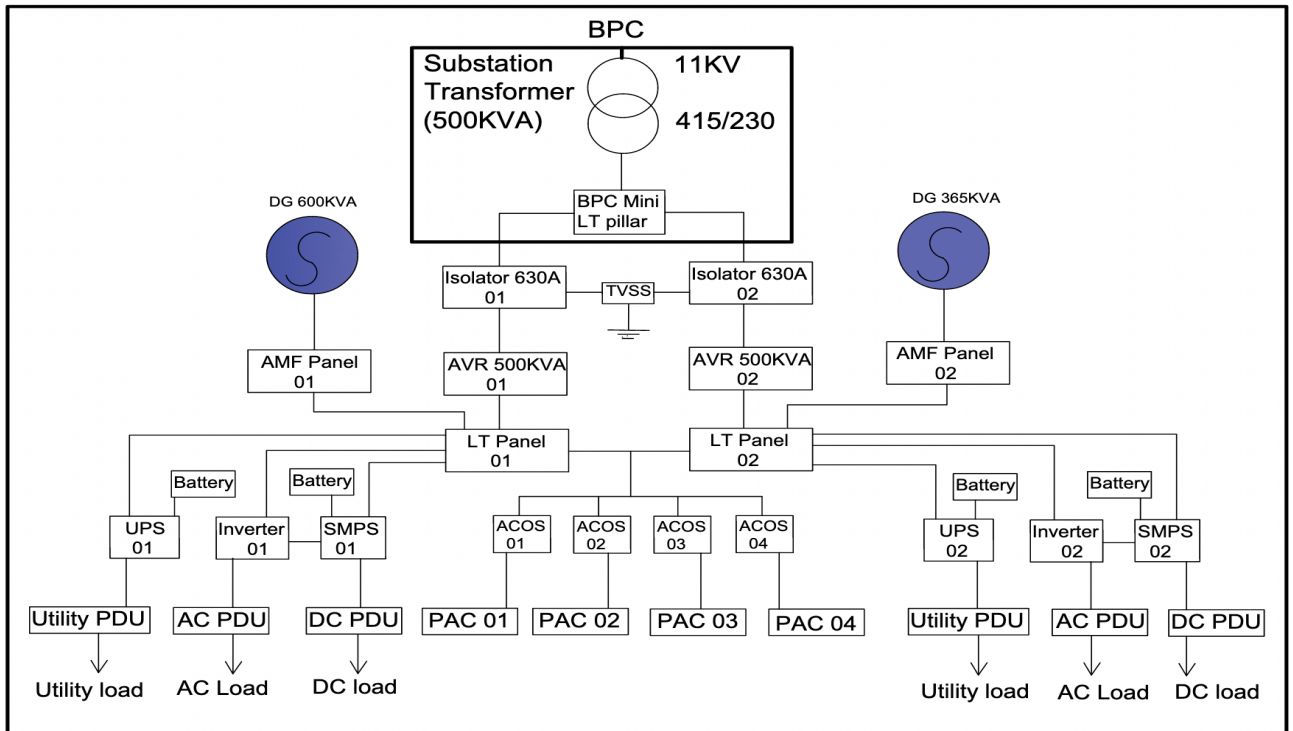 BPC
Substation
Transformer
(500KVA)
11KV
415/230
BPC Mini
LT pillar
DG 600KVA
DG 365KVA
Isolator 630A
01
TVSS
Isolator 630A
02
AMF Panel
01
AVR 500KVA
01
AVR 500KVA
02
AMF Panel
02
LT Panel
01
LT Panel
02
Battery
Battery
Battery
Battery
UPS
01
Inverter
01
SMPS
01
ACOS
01
ACOS
02
ACOS
03
ACOS
04
UPS
02
Inverter
02
SMPS
02
Utility PDU
AC PDU
DC PDU
PAC 01
PAC 02
PAC 03
PAC 04
Utility PDU
AC PDU
DC PDU
Utility load
AC Load
DC load
Utility load
AC Load
DC load